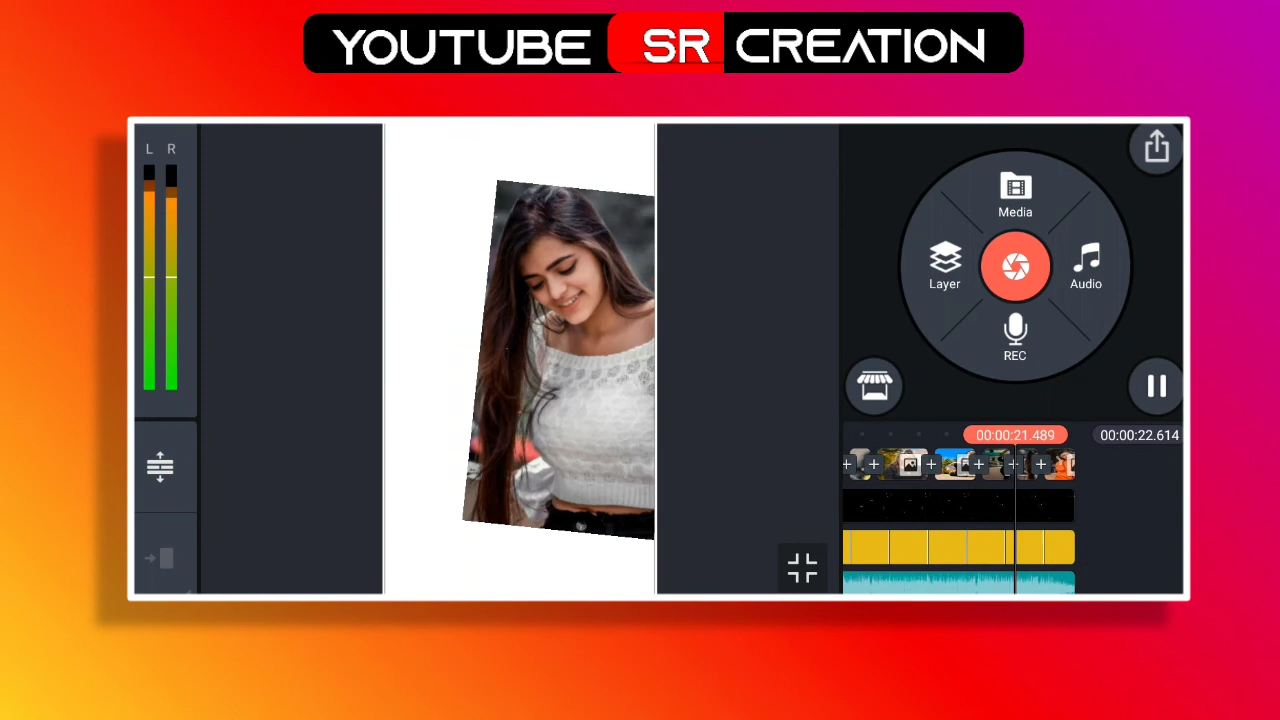 YOUTUBE SR CREATION
L R
Media
Layer
Audio
REC
00:00:21.489
00:00:22.614